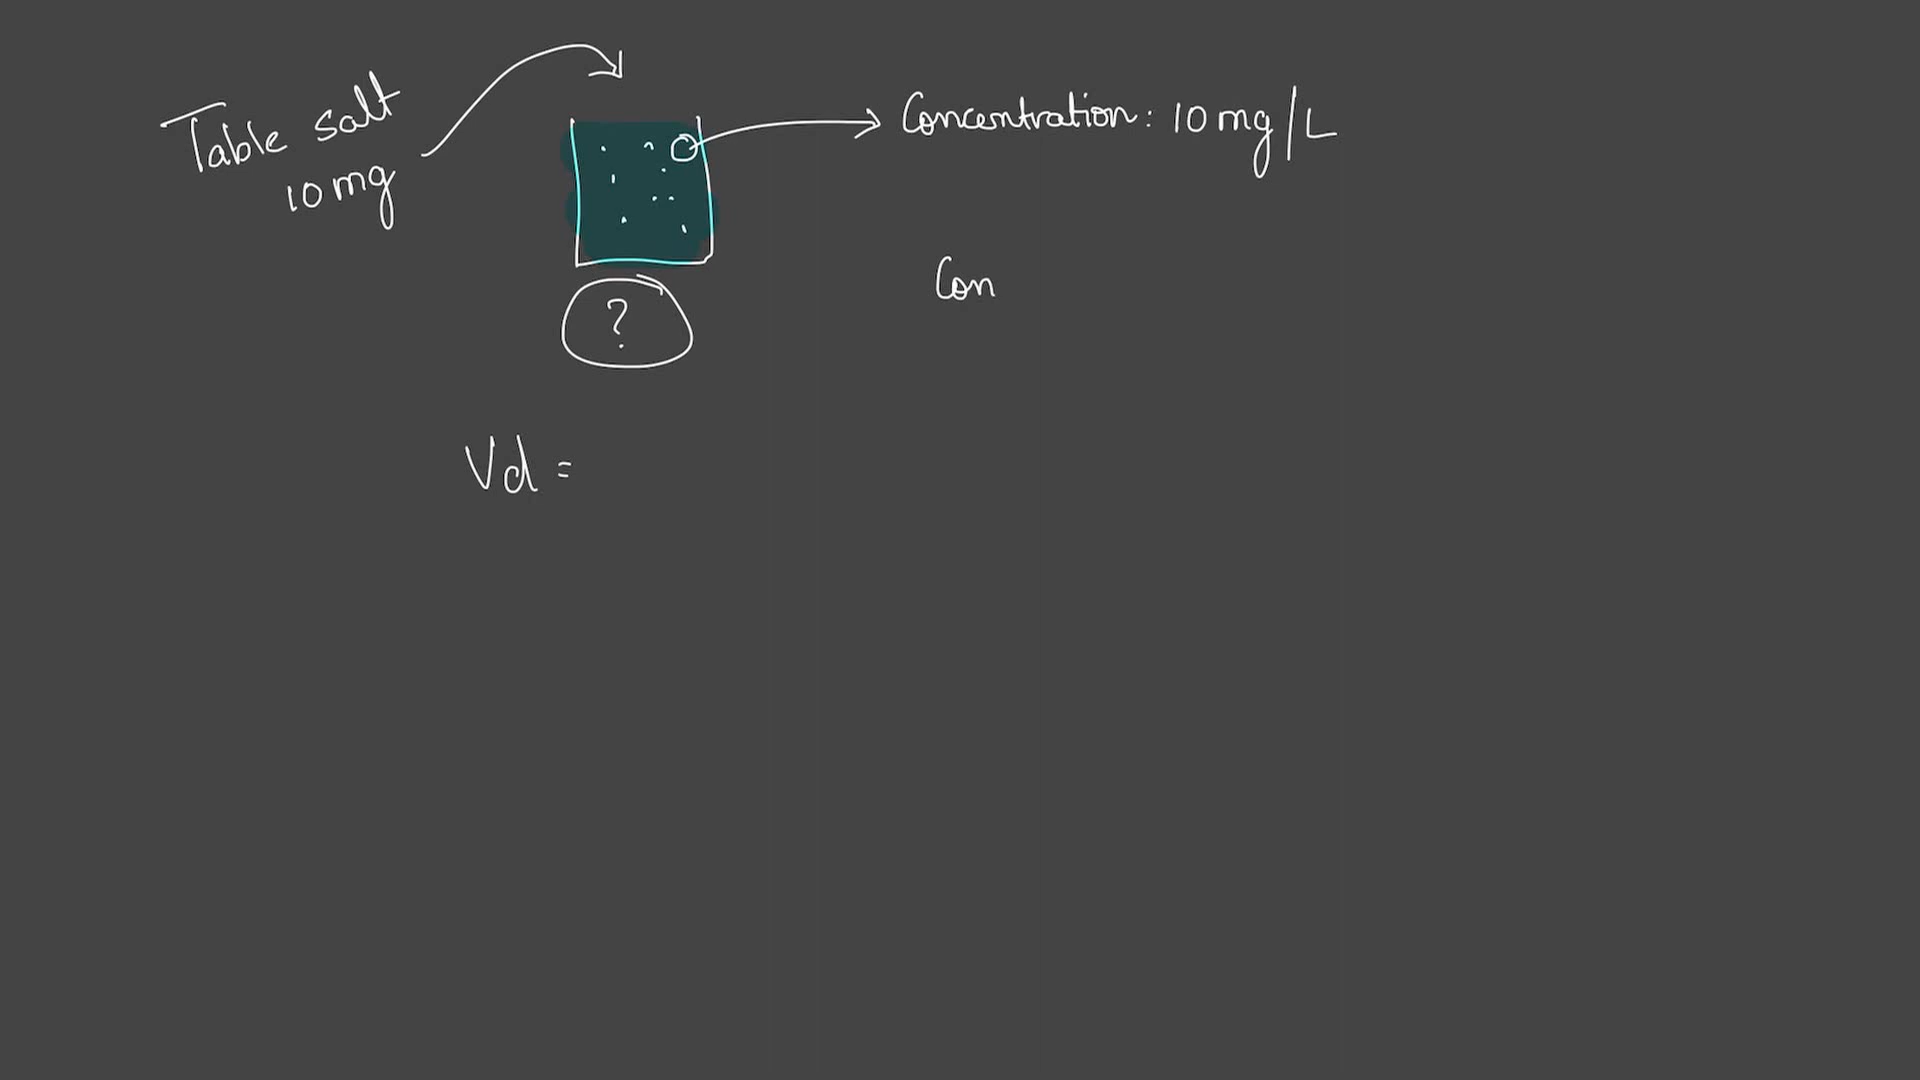 Table salt
10 mg
Concentration: 10 mg/L
Con
?
Vd =